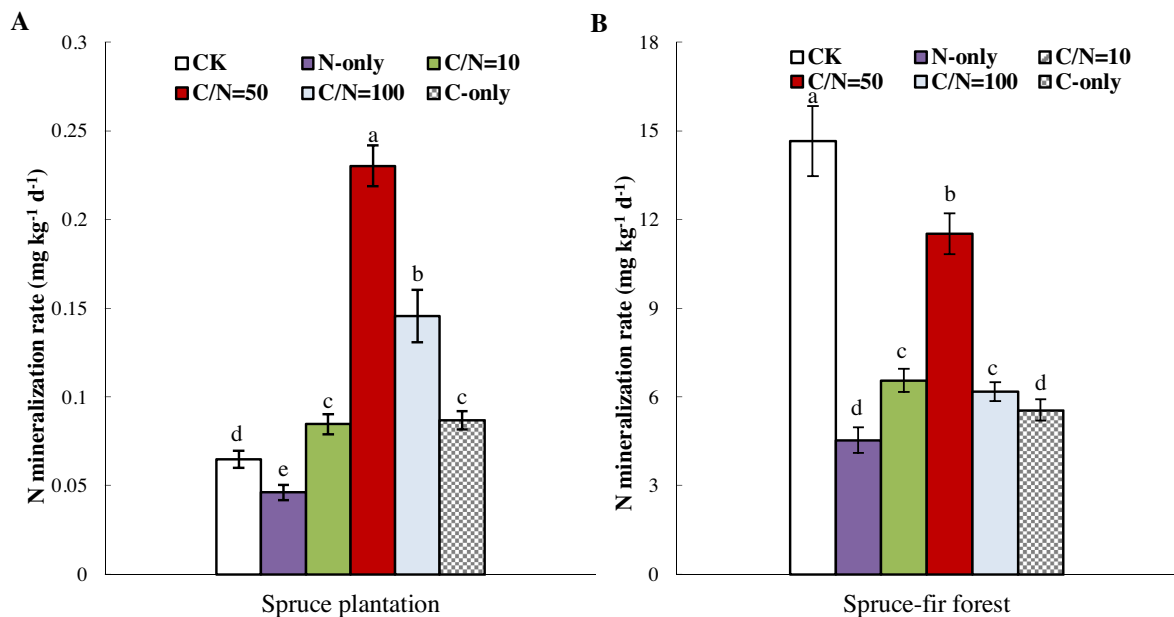 A
0.3
CK N-only C/N=10
C/N=50 C/N=100 C-only
0.25
0.2
0.15
0.1
0.05
0
N mineralization rate (mg kg⁻¹ d⁻¹)
d
e
c
a
b
c
Spruce plantation
B
18
CK N-only C/N=10
C/N=50 C/N=100 C-only
15
12
9
6
3
0
N mineralization rate (mg kg⁻¹ d⁻¹)
a
d
c
b
c
d
Spruce-fir forest